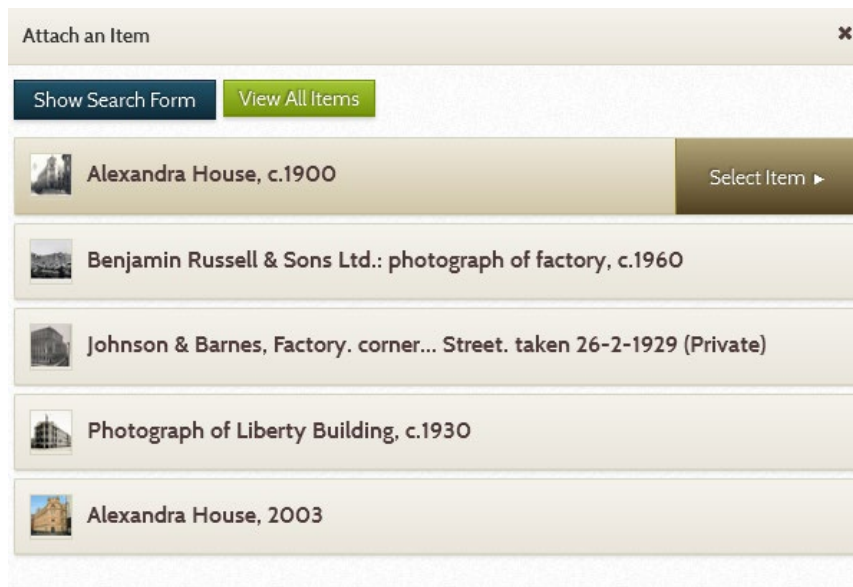 Attach an Item
Show Search Form
View All Items
Alexandra House, c.1900
Select Item ►
Benjamin Russell & Sons Ltd.: photograph of factory, c.1960
Johnson & Barnes, Factory. corner... Street. taken 26-2-1929 (Private)
Photograph of Liberty Building, c.1930
Alexandra House, 2003